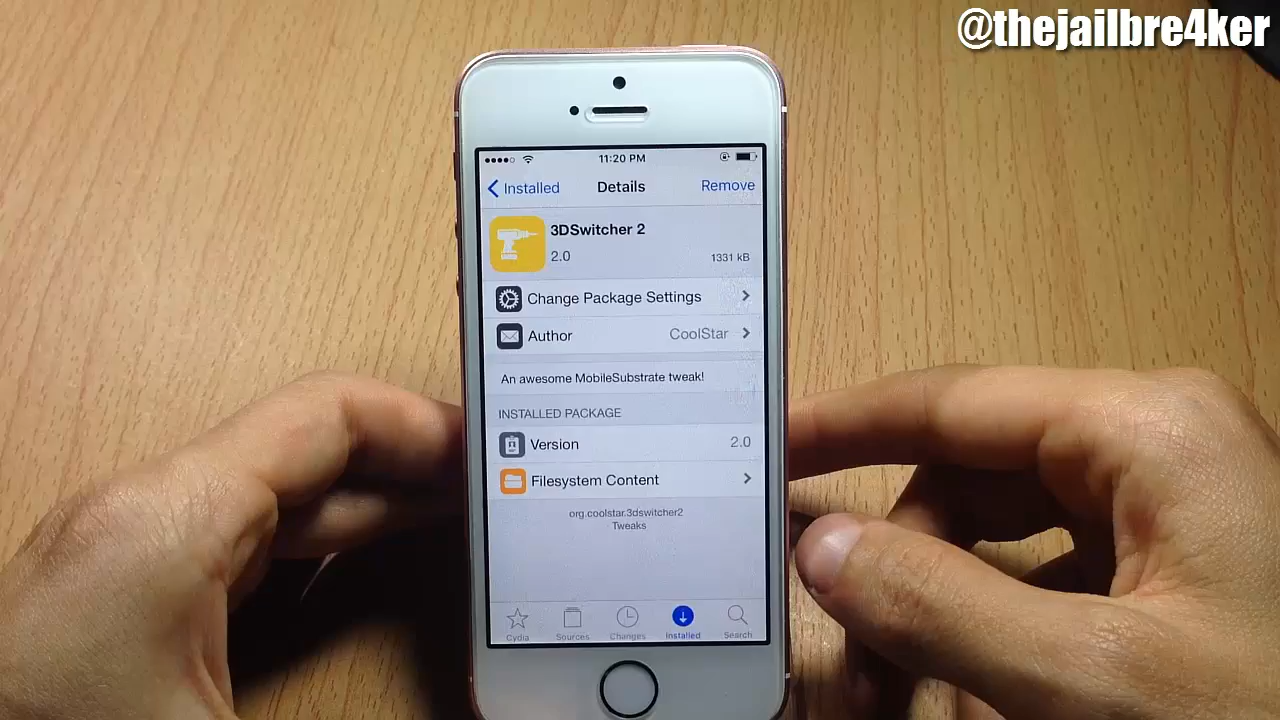 @thejailbre4ker
11:20 PM
Installed
Details
Remove
3DSwitcher 2
2.0
1331 kB
Change Package Settings
Author
CoolStar
An awesome MobileSubstrate tweak!
INSTALLED PACKAGE
Version
2.0
Filesystem Content
org.coolstar.3dswitcher2
Tweaks
Cydia
Sources
Changes
Installed
Search